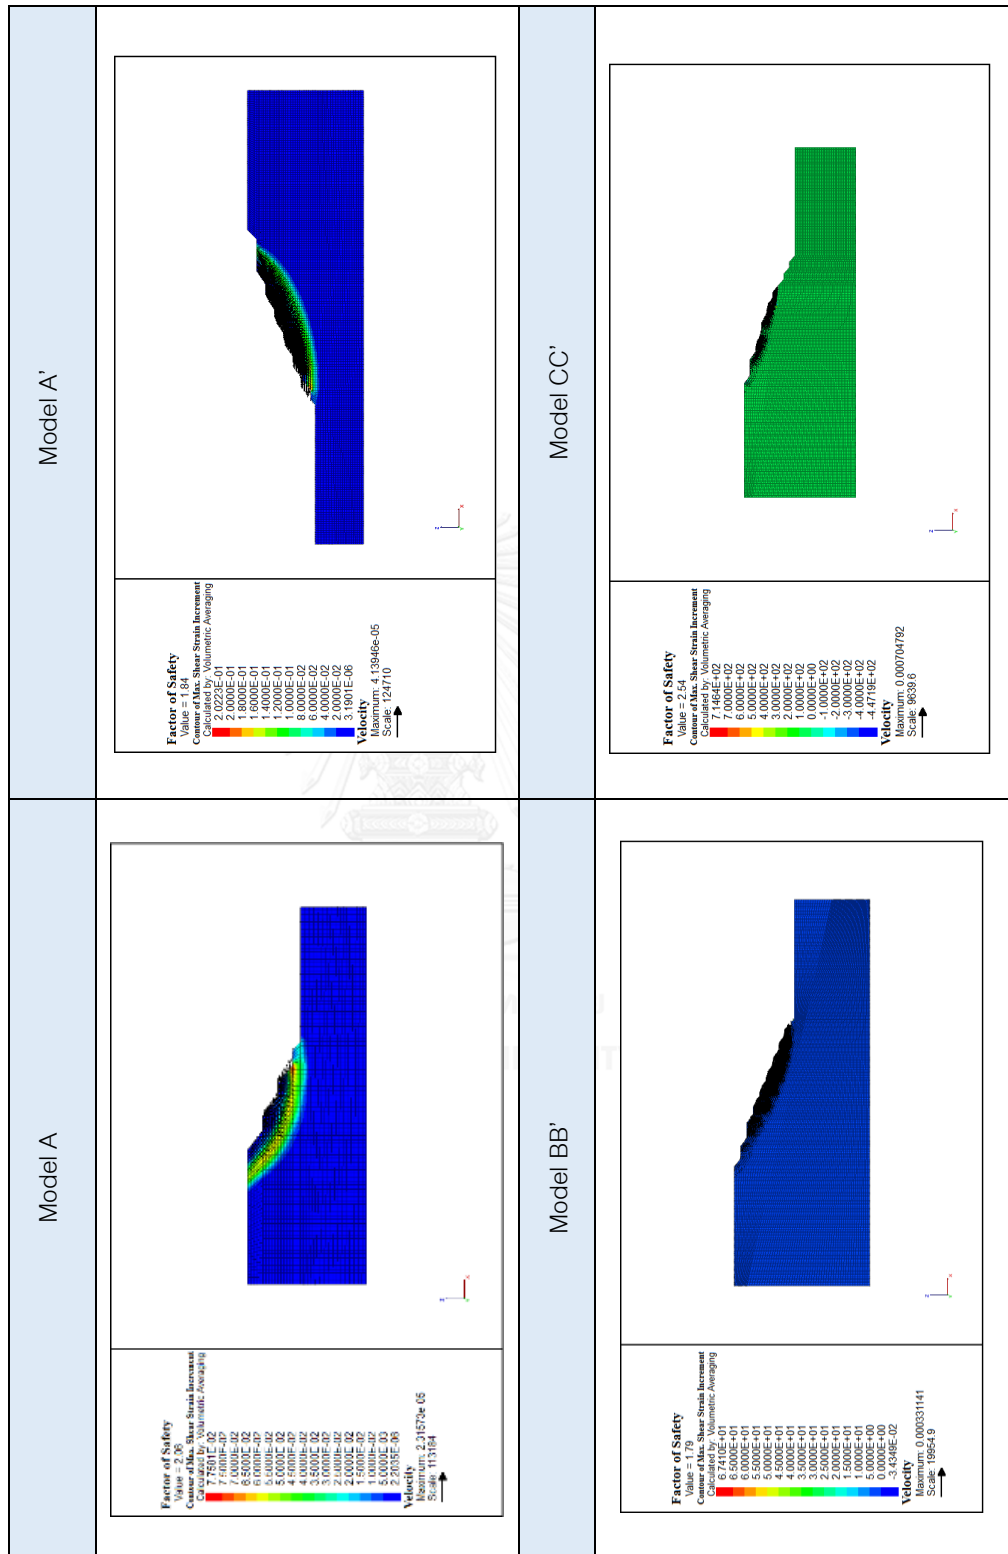 Model A
Factor of Safety
Value = 2.06
Contour of Max. Shear Strain Increment
Calculated by: Volumetric Averaging
7.7501E-02
7.5000E-02
7.0000E-02
6.5000E-02
6.0000E-02
5.5000E-02
5.0000E-02
4.5000E-02
4.0000E-02
3.5000E-02
3.0000E-02
2.5000E-02
2.0000E-02
1.5000E-02
1.0000E-02
5.0000E-03
2.2035E-06
Velocity
Scale: 113184
Model A’
Factor of Safety
Value = 1.84
Contour of Max. Shear Strain Increment
Calculated by: Volumetric Averaging
2.0223E-01
2.0000E-01
1.8000E-01
1.6000E-01
1.4000E-01
1.2000E-01
1.0000E-01
8.0000E-02
6.0000E-02
4.0000E-02
2.0000E-02
3.1901E-06
Velocity
Maximum: 4.13946e-05
Scale: 124710
Model BB’
Factor of Safety
Value = 1.79
Contour of Max. Shear Strain Increment
Calculated by: Volumetric Averaging
6.7410E+01
6.5000E+01
6.0000E+01
5.5000E+01
5.0000E+01
4.5000E+01
4.0000E+01
3.5000E+01
3.0000E+01
2.5000E+01
2.0000E+01
1.5000E+01
1.0000E+01
5.0000E+00
0.0000E+00
-3.4349E-02
Velocity
Maximum: 0.000331141
Scale: 19954.9
Model CC’
Factor of Safety
Value = 2.54
Contour of Max. Shear Strain Increment
Calculated by: Volumetric Averaging
7.1464E+02
7.0000E+02
6.0000E+02
5.0000E+02
4.0000E+02
3.0000E+02
2.0000E+02
1.0000E+02
0.0000E+00
-1.0000E+02
-2.0000E+02
-3.0000E+02
-4.0000E+02
-4.4719E+02
Velocity
Maximum: 0.000704792
Scale: 9639.6